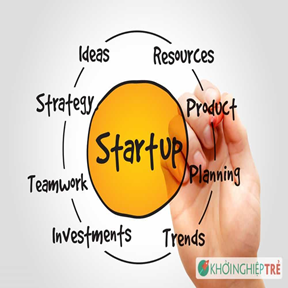 Ideas
Resources
Strategy
Product
Startup
Teamwork
Planning
Investments
Trends
KHỞINGHIỆPTRẺ